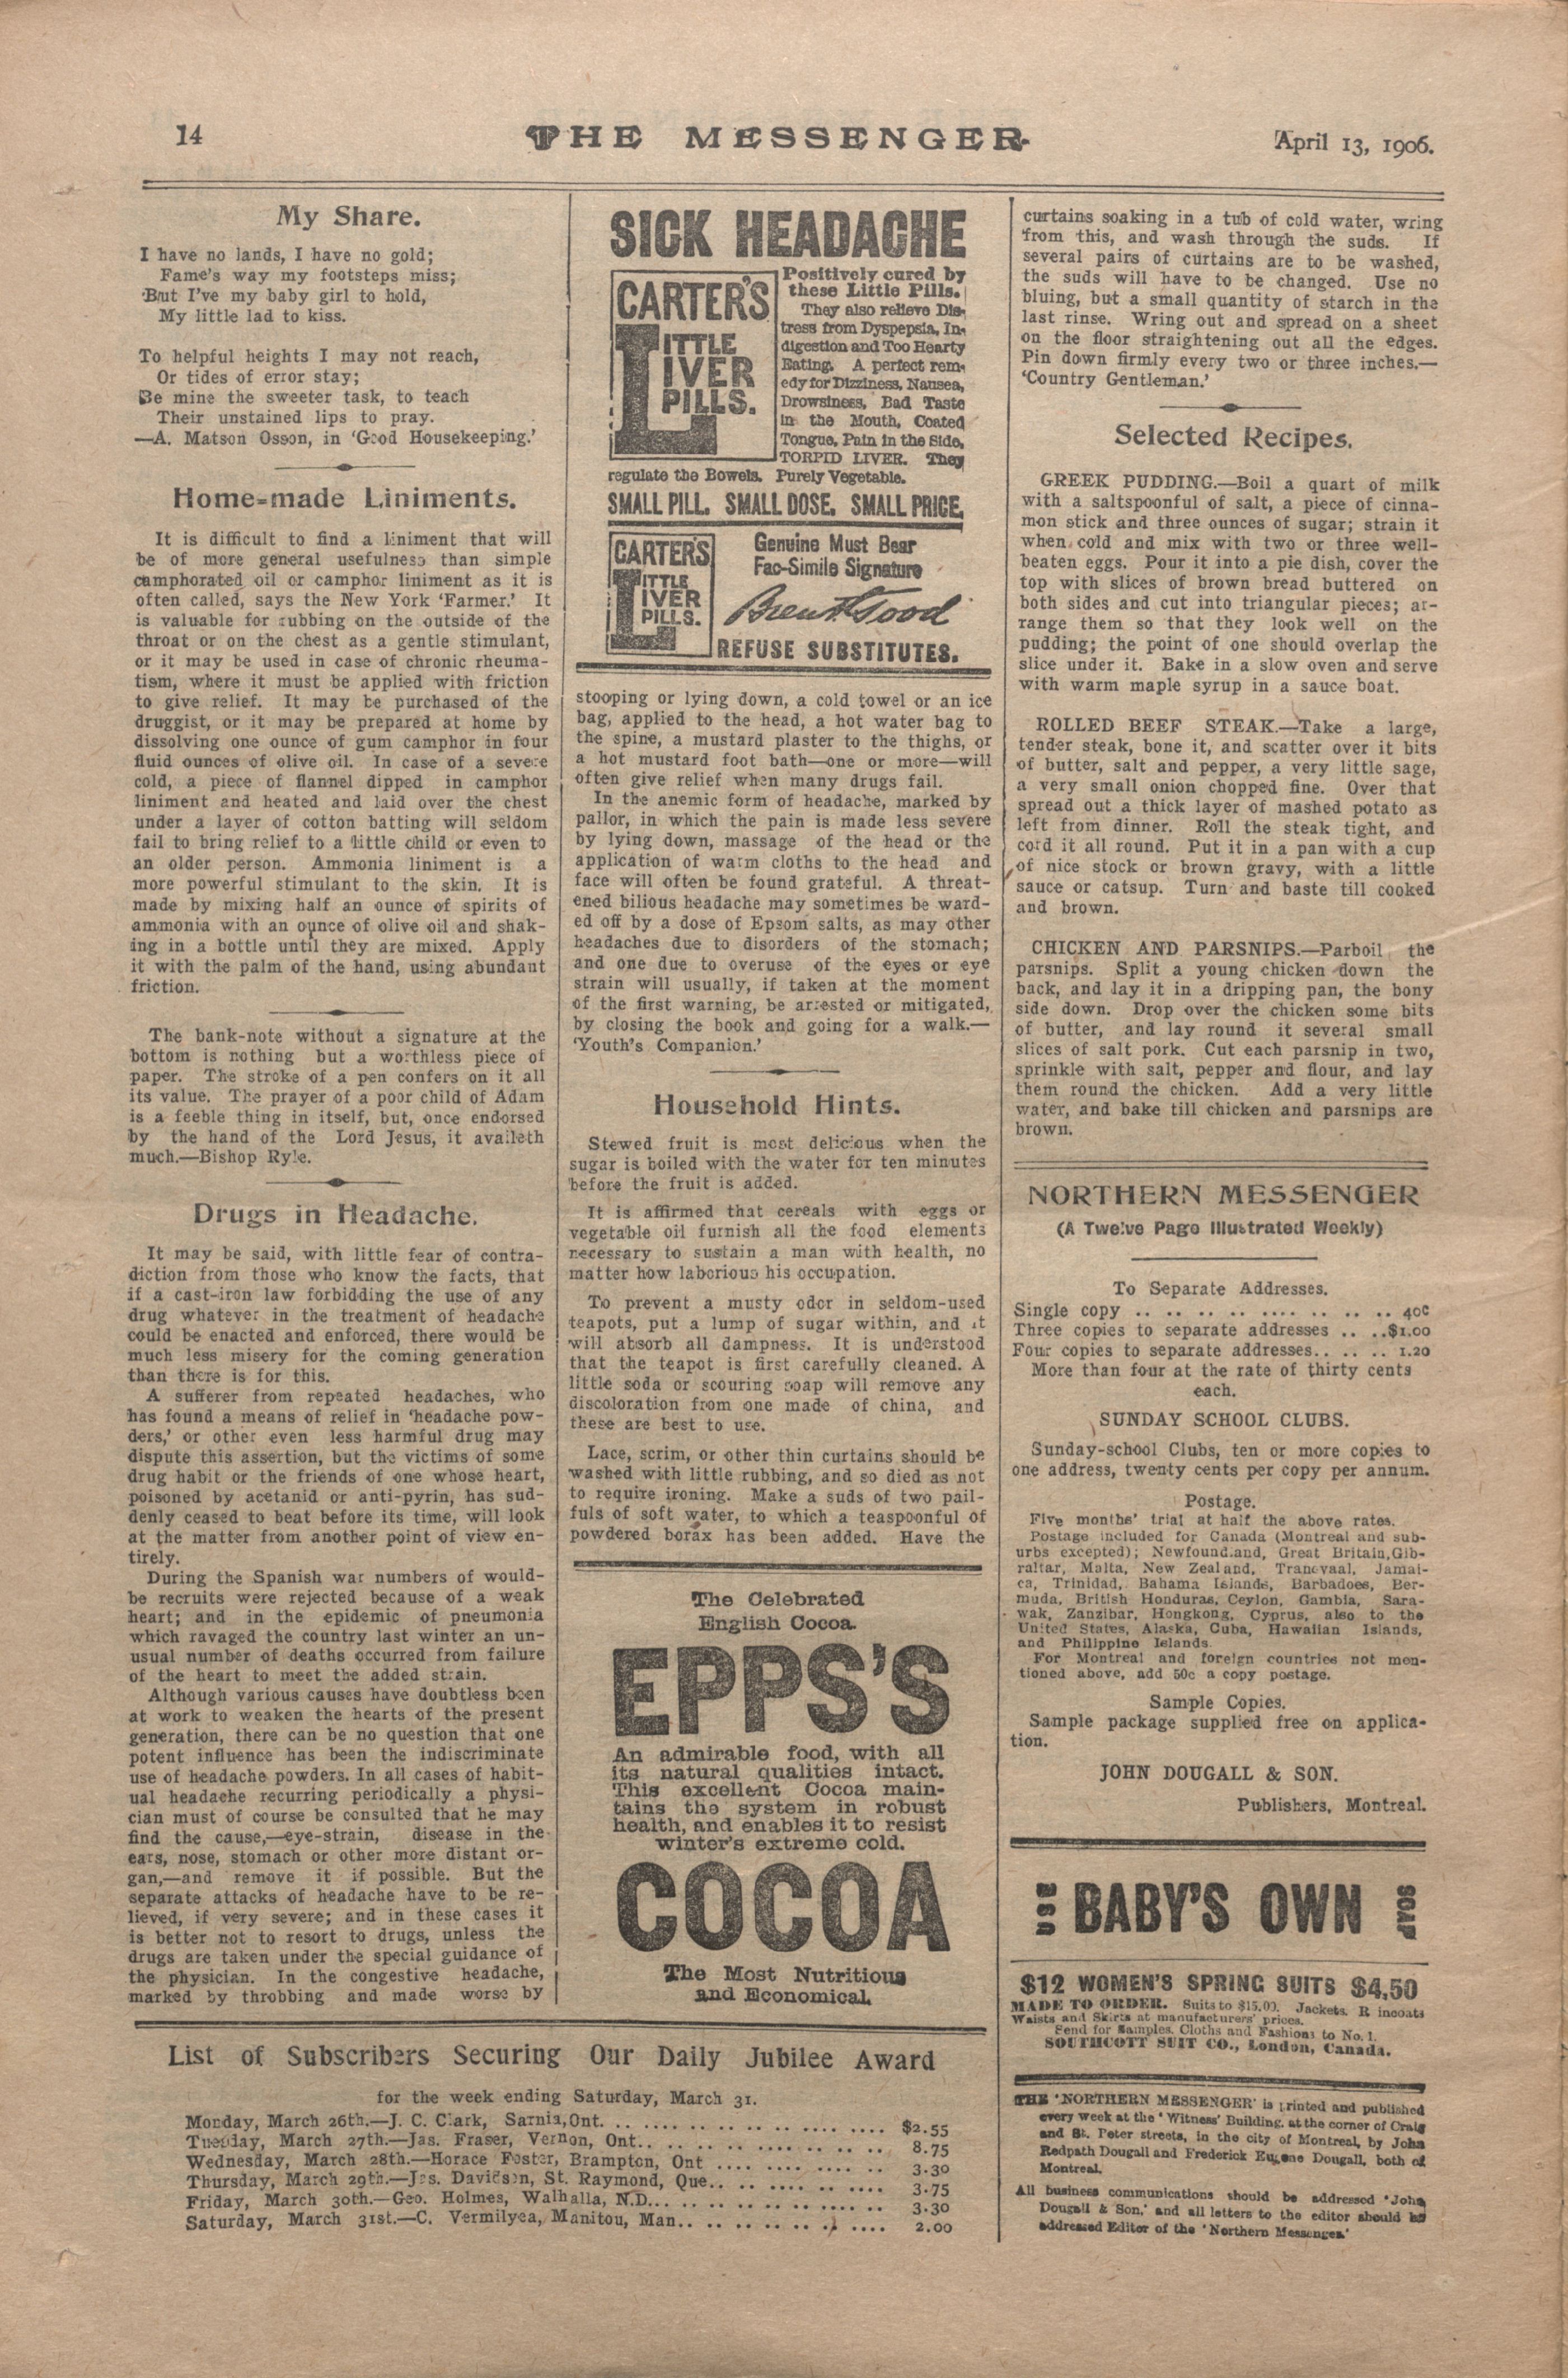 14
THE MESSENGER
April 13, 1906.
My Share.
I have no lands, I have no gold;
Fame's way my footsteps miss;
But I've my baby girl to hold,
My little lad to kiss.
To helpful heights I may not reach,
Or tides of error stay;
Be mine the sweeter task, to teach
Their unstained lips to pray.
—A. Matson Osson, in 'Good Housekeeping.'
Home-made Liniments.
It is difficult to find a liniment that will
be of more general usefulness than simple
camphorated oil or camphor liniment as it is
often called, says the New York 'Farmer.' It
is valuable for rubbing on the outside of the
throat or on the chest as a gentle stimulant,
or it may be used in case of chronic rheuma-
tism, where it must be applied with friction
to give relief. It may be purchased of the
druggist, or it may be prepared at home by
dissolving one ounce of gum camphor in four
fluid ounces of olive oil. In case of a severe
cold, a piece of flannel dipped in camphor
liniment and heated and laid over the chest
under a layer of cotton batting will seldom
fail to bring relief to a little child or even to
an older person. Ammonia liniment is a
more powerful stimulant to the skin. It is
made by mixing half an ounce of spirits of
ammonia with an ounce of olive oil and shak-
ing in a bottle until they are mixed. Apply
it with the palm of the hand, using abundant
friction.
The bank-note without a signature at the
bottom is nothing but a worthless piece of
paper. The stroke of a pen confers on it all
its value. The prayer of a poor child of Adam
is a feeble thing in itself, but, once endorsed
by the hand of the Lord Jesus, it availeth
much.—Bishop Ryle.
Drugs in Headache.
It may be said, with little fear of contra-
diction from those who know the facts, that
if a cast-iron law forbidding the use of any
drug whatever in the treatment of headache
could be enacted and enforced, there would be
much less misery for the coming generation
than there is for this.
A sufferer from repeated headaches, who
has found a means of relief in 'headache pow-
ders,' or other even less harmful drug may
dispute this assertion, but the victims of some
drug habit or the friends of one whose heart,
poisoned by acetanid or anti-pyrin, has sud-
denly ceased to beat before its time, will look
at the matter from another point of view en-
tirely.
During the Spanish war numbers of would-
be recruits were rejected because of a weak
heart; and in the epidemic of pneumonia
which ravaged the country last winter an un-
usual number of deaths occurred from failure
of the heart to meet the added strain.
Although various causes have doubtless been
at work to weaken the hearts of the present
generation, there can be no question that one
potent influence has been the indiscriminate
use of headache powders. In all cases of habit-
ual headache recurring periodically a physi-
cian must of course be consulted that he may
find the cause,—eye-strain, disease in the
ears, nose, stomach or other more distant or-
gan,—and remove it if possible. But the
separate attacks of headache have to be re-
lieved, if very severe; and in these cases it
is better not to resort to drugs, unless the
drugs are taken under the special guidance of
the physician. In the congestive headache,
marked by throbbing and made worse by
SICK HEADACHE
CARTER'S
LITTLE
LIVER
PILLS.
Positively cured by
these Little Pills.
They also relieve Dis-
tress from Dyspepsia, In-
digestion and Too Hearty
Eating. A perfect rem-
edy for Dizziness, Nausea,
Drowsiness, Bad Taste
in the Mouth, Coated
Tongue, Pain in the Side,
TORPID LIVER. They
regulate the Bowels. Purely Vegetable.
SMALL PILL. SMALL DOSE. SMALL PRICE.
CARTER'S
LITTLE
LIVER
PILLS.
Genuine Must Bear
Fac-Simile Signature
Brent Good
REFUSE SUBSTITUTES.
stooping or lying down, a cold towel or an ice
bag, applied to the head, a hot water bag to
the spine, a mustard plaster to the thighs, or
a hot mustard foot bath—one or more—will
often give relief when many drugs fail.
In the anemic form of headache, marked by
pallor, in which the pain is made less severe
by lying down, massage of the head or the
application of warm cloths to the head and
face will often be found grateful. A threat-
ened bilious headache may sometimes be ward-
ed off by a dose of Epsom salts, as may other
headaches due to disorders of the stomach;
and one due to overuse of the eyes or eye
strain will usually, if taken at the moment
of the first warning, be arrested or mitigated,
by closing the book and going for a walk.—
'Youth's Companion.'
Household Hints.
Stewed fruit is most delicious when the
sugar is boiled with the water for ten minutes
before the fruit is added.
It is affirmed that cereals with eggs or
vegetable oil furnish all the food elements
necessary to sustain a man with health, no
matter how laborious his occupation.
To prevent a musty odor in seldom-used
teapots, put a lump of sugar within, and it
will absorb all dampness. It is understood
that the teapot is first carefully cleaned. A
little soda or scouring soap will remove any
discoloration from one made of china, and
these are best to use.
Lace, scrim, or other thin curtains should be
washed with little rubbing, and so died as not
to require ironing. Make a suds of two pail-
fuls of soft water, to which a teaspoonful of
powdered borax has been added. Have the
The Celebrated
English Cocoa.
EPPS'S
An admirable food, with all
its natural qualities intact.
This excellent Cocoa main-
tains the system in robust
health, and enables it to resist
winter's extreme cold.
COCOA
The Most Nutritious
and Economical.
curtains soaking in a tub of cold water, wring
from this, and wash through the suds. If
several pairs of curtains are to be washed,
the suds will have to be changed. Use no
bluing, but a small quantity of starch in the
last rinse. Wring out and spread on a sheet
on the floor straightening out all the edges.
Pin down firmly every two or three inches.—
'Country Gentleman.'
Selected Recipes.
GREEK PUDDING.—Boil a quart of milk
with a saltspoonful of salt, a piece of cinna-
mon stick and three ounces of sugar; strain it
when cold and mix with two or three well-
beaten eggs. Pour it into a pie dish, cover the
top with slices of brown bread buttered on
both sides and cut into triangular pieces; ar-
range them so that they look well on the
pudding; the point of one should overlap the
slice under it. Bake in a slow oven and serve
with warm maple syrup in a sauce boat.
ROLLED BEEF STEAK.—Take a large,
tender steak, bone it, and scatter over it bits
of butter, salt and pepper, a very little sage,
a very small onion chopped fine. Over that
spread out a thick layer of mashed potato as
left from dinner. Roll the steak tight, and
cord it all round. Put it in a pan with a cup
of nice stock or brown gravy, with a little
sauce or catsup. Turn and baste till cooked
and brown.
CHICKEN AND PARSNIPS.—Parboil the
parsnips. Split a young chicken down the
back, and lay it in a dripping pan, the bony
side down. Drop over the chicken some bits
of butter, and lay round it several small
slices of salt pork. Cut each parsnip in two,
sprinkle with salt, pepper and flour, and lay
them round the chicken. Add a very little
water, and bake till chicken and parsnips are
brown.
NORTHERN MESSENGER
(A Twelve Page Illustrated Weekly)
To Separate Addresses.
Single copy .. .. .. .. .... .. .. .. 40c
Three copies to separate addresses .. ..$1.00
Four copies to separate addresses.. .. .. 1.20
More than four at the rate of thirty cents
each.
SUNDAY SCHOOL CLUBS.
Sunday-school Clubs, ten or more copies to
one address, twenty cents per copy per annum.
Postage.
Five months' trial at half the above rates.
Postage included for Canada (Montreal and sub-
urbs excepted); Newfoundland, Great Britain, Gib-
raltar, Malta, New Zealand, Transvaal, Jamai-
ca, Trinidad, Bahama Islands, Barbadoes, Ber-
muda, British Honduras, Ceylon, Gambia, Sara-
wak, Zanzibar, Hongkong, Cyprus, also to the
United States, Alaska, Cuba, Hawaiian Islands,
and Philippine Islands.
For Montreal and foreign countries not men-
tioned above, add 50c a copy postage.
Sample Copies.
Sample package supplied free on applica-
tion.
JOHN DOUGALL & SON.
Publishers, Montreal.
USE BABY'S OWN SOAP
$12 WOMEN'S SPRING SUITS $4.50
MADE TO ORDER. Suits to $15.00. Jackets, R incoats
Waists and Skirts at manufacturers' prices.
Send for Samples, Cloths and Fashions to No. 1.
SOUTHCOTT SUIT CO., London, Canada.
THE 'NORTHERN MESSENGER' is printed and published
every week at the 'Witness' Building, at the corner of Craig
and St. Peter streets, in the city of Montreal, by John
Redpath Dougall and Frederick Eugene Dougall, both of
Montreal.
All business communications should be addressed 'John
Dougall & Son,' and all letters to the editor should be
addressed Editor of the 'Northern Messenger.'
List of Subscribers Securing Our Daily Jubilee Award
for the week ending Saturday, March 31.
Monday, March 26th.—J. C. Clark, Sarnia, Ont. .. .... .. .. .. .... .... $2.55
Tuesday, March 27th.—Jas. Fraser, Vernon, Ont.. .. .. .. .... .... .. .. 8.75
Wednesday, March 28th.—Horace Foster, Brampton, Ont .... .. .. .... .. 3.30
Thursday, March 29th.—Jas. Davidson, St. Raymond, Que.. .. .... .. .... 3.75
Friday, March 30th.—Geo. Holmes, Walhalla, N.D... .. .. .. .. .... .. 3.30
Saturday, March 31st.—C. Vermilyea, Manitou, Man.. .. .. .. .. .. .... 2.00